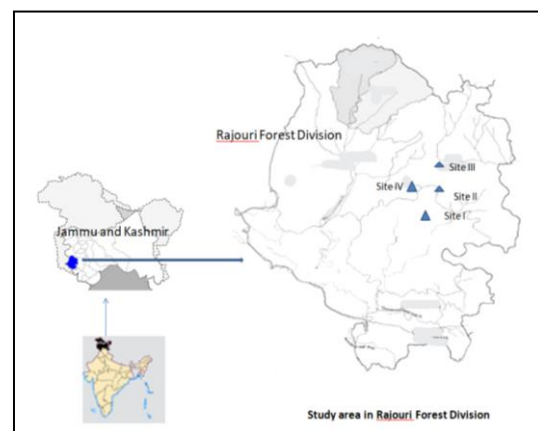 Rajouri Forest Division
Site III
Site IV
Site II
Site I
Jammu and Kashmir
Study area in Rajouri Forest Division